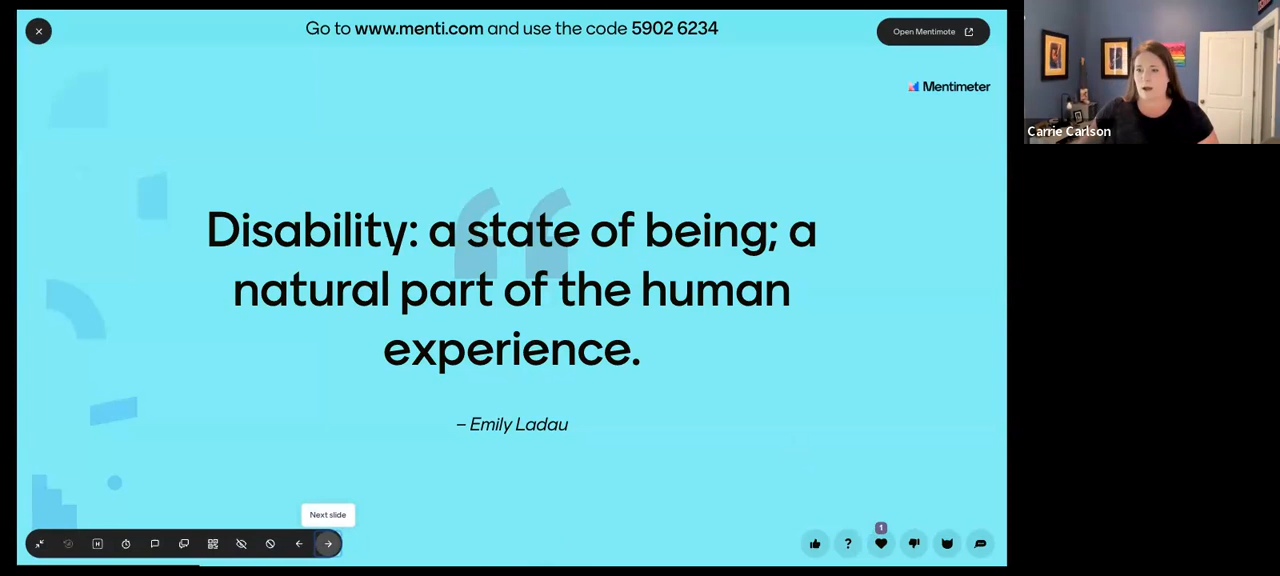 Go to www.menti.com and use the code 5902 6234
Open Mentimote
Mentimeter
Carrie Carlson
Disability: a state of being; a
natural part of the human
experience.
– Emily Ladau
Next slide
H
?
1